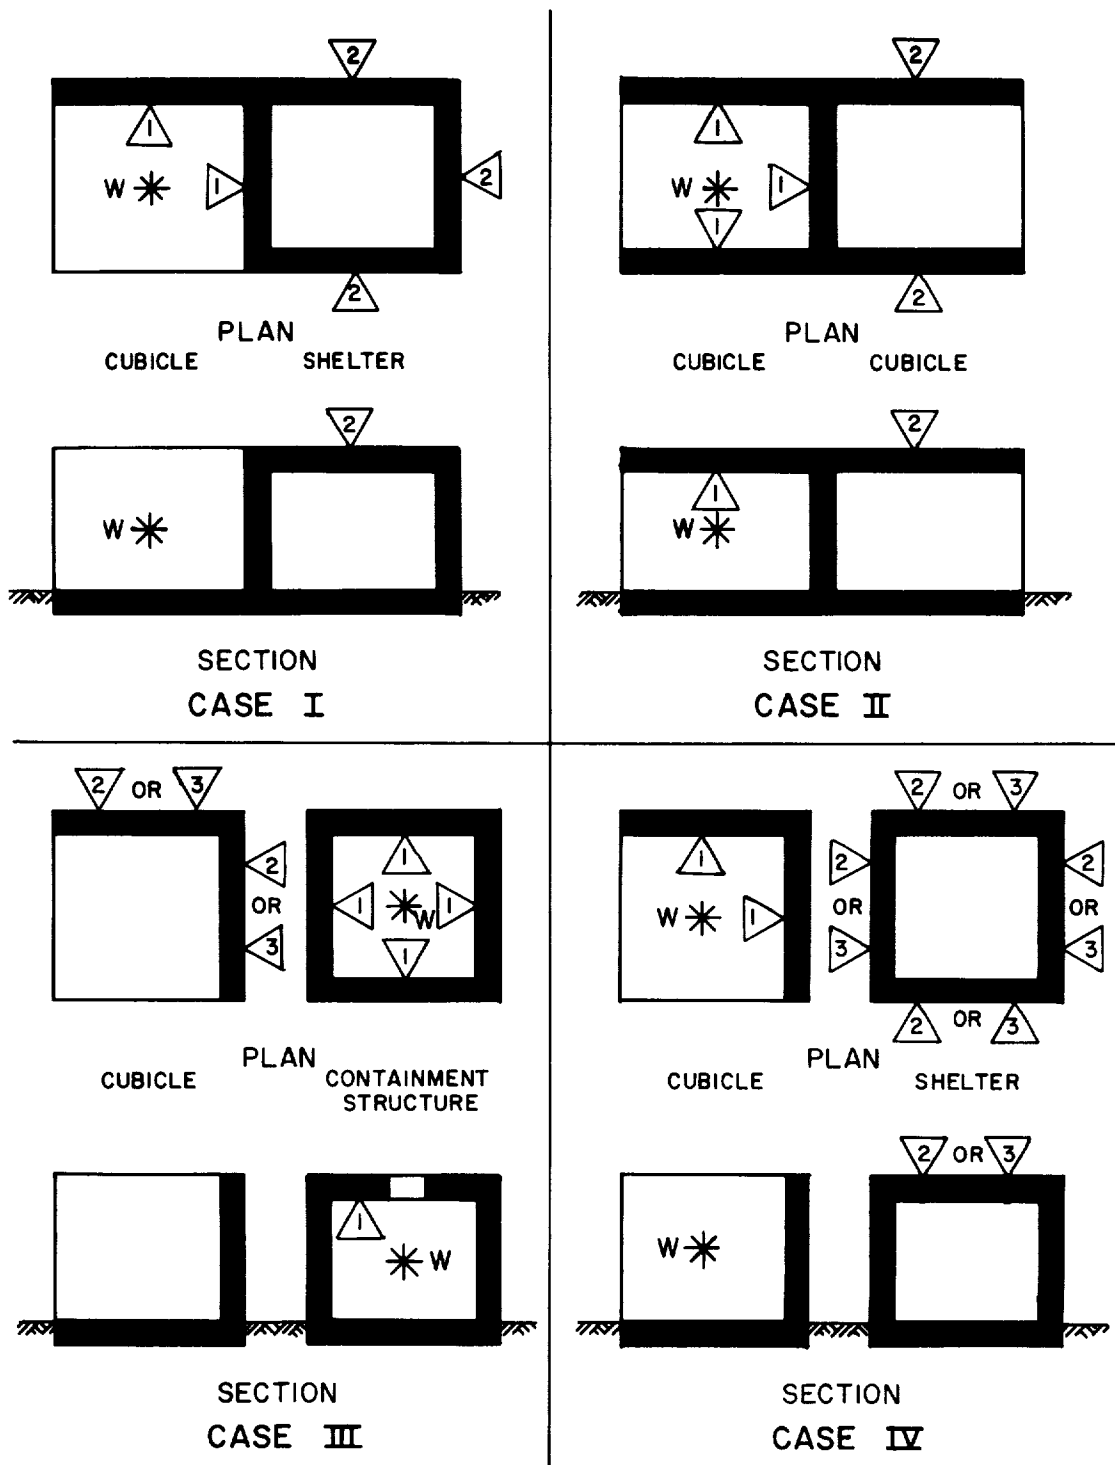 2
1
W
1
2
2
PLAN
CUBICLE SHELTER
2
W
SECTION
CASE I
2
1
W
1
1
2
PLAN
CUBICLE CUBICLE
2
1
W
SECTION
CASE II
2 OR 3
2
OR
3
1
1
W
1
1
PLAN
CUBICLE
CONTAINMENT
STRUCTURE
1
W
SECTION
CASE III
2 OR 3
1
W
1
2
OR
3
2
OR
3
2 OR 3
PLAN
CUBICLE SHELTER
2 OR 3
W
SECTION
CASE IV